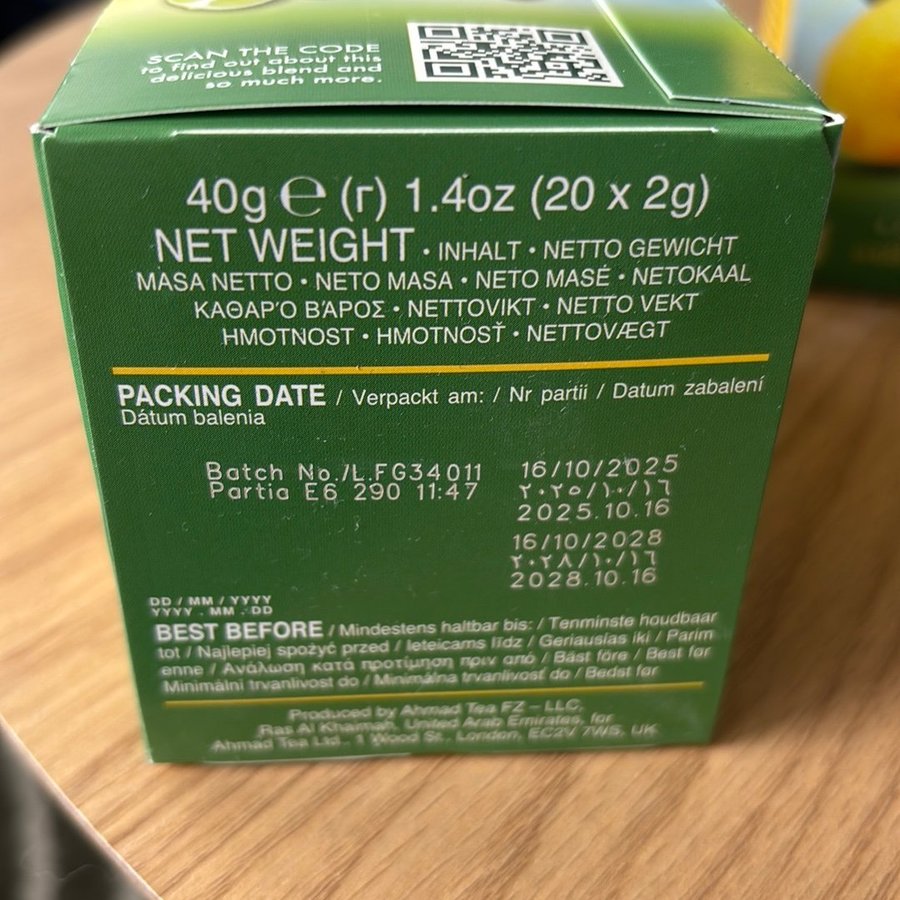 SCAN THE CODE
to find out about this
delicious blend and
so much more.
40g ℮ (г) 1.4oz (20 x 2g)
NET WEIGHT • INHALT • NETTO GEWICHT
MASA NETTO • NETO MASA • NETO MASĖ • NETOKAAL
ΚΑΘΑΡ'Ο Β'ΑΡΟΣ • NETTOVIKT • NETTO VEKT
HMOTNOST • HMOTNOSŤ • NETTOVÆGT
PACKING DATE / Verpackt am: / Nr partii / Datum zabalení
Dátum balenia
Batch No./L.FG34011 16/10/2025
Partia E6 290 11:47 ٢٠٢٥/١٠/١٦
2025.10.16
16/10/2028
٢٠٢٨/١٠/١٦
2028.10.16
DD / MM / YYYY
YYYY . MM . DD
BEST BEFORE / Mindestens haltbar bis: / Tenminste houdbaar
tot / Najlepiej spożyć przed / Ieteicams līdz / Geriausias iki / Parim
enne / Ανάλωση κατά προτίμηση πριν από / Bäst före / Best før
Minimální trvanlivost do / Minimálna trvanlivosť do / Bedst før
Produced by Ahmad Tea FZ – LLC,
Ras Al Khaimah, United Arab Emirates, for
Ahmad Tea Ltd. 1 Wood St., London, EC2V 7WS, UK